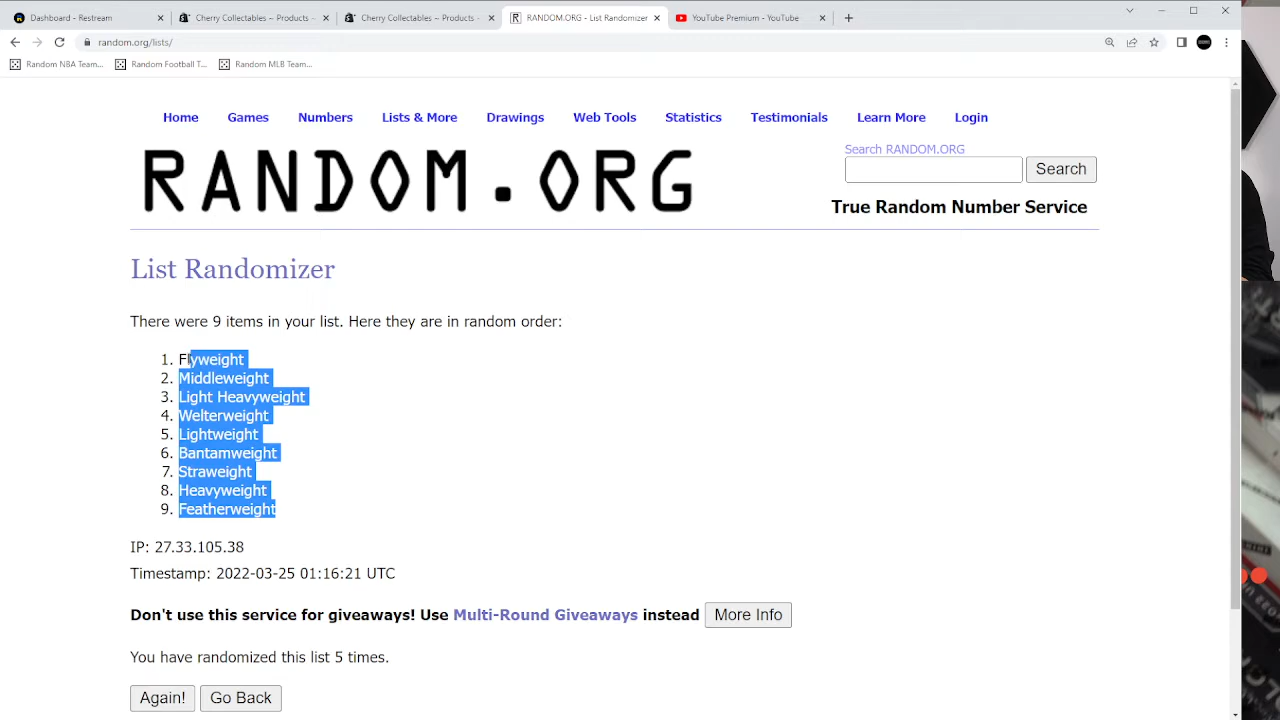 Dashboard - Restream
Cherry Collectables – Products –
Cherry Collectables – Products –
RANDOM.ORG - List Randomizer
YouTube Premium - YouTube
random.org/lists/
Random NBA Team...
Random Football T...
Random MLB Team...
Home Games Numbers Lists & More Drawings Web Tools Statistics Testimonials Learn More Login
RANDOM.ORG
Search RANDOM.ORG
Search
True Random Number Service
List Randomizer
There were 9 items in your list. Here they are in random order:
1. Flyweight
2. Middleweight
3. Light Heavyweight
4. Welterweight
5. Lightweight
6. Bantamweight
7. Straweight
8. Heavyweight
9. Featherweight
IP: 27.33.105.38
Timestamp: 2022-03-25 01:16:21 UTC
Don't use this service for giveaways! Use Multi-Round Giveaways instead More Info
You have randomized this list 5 times.
Again! Go Back